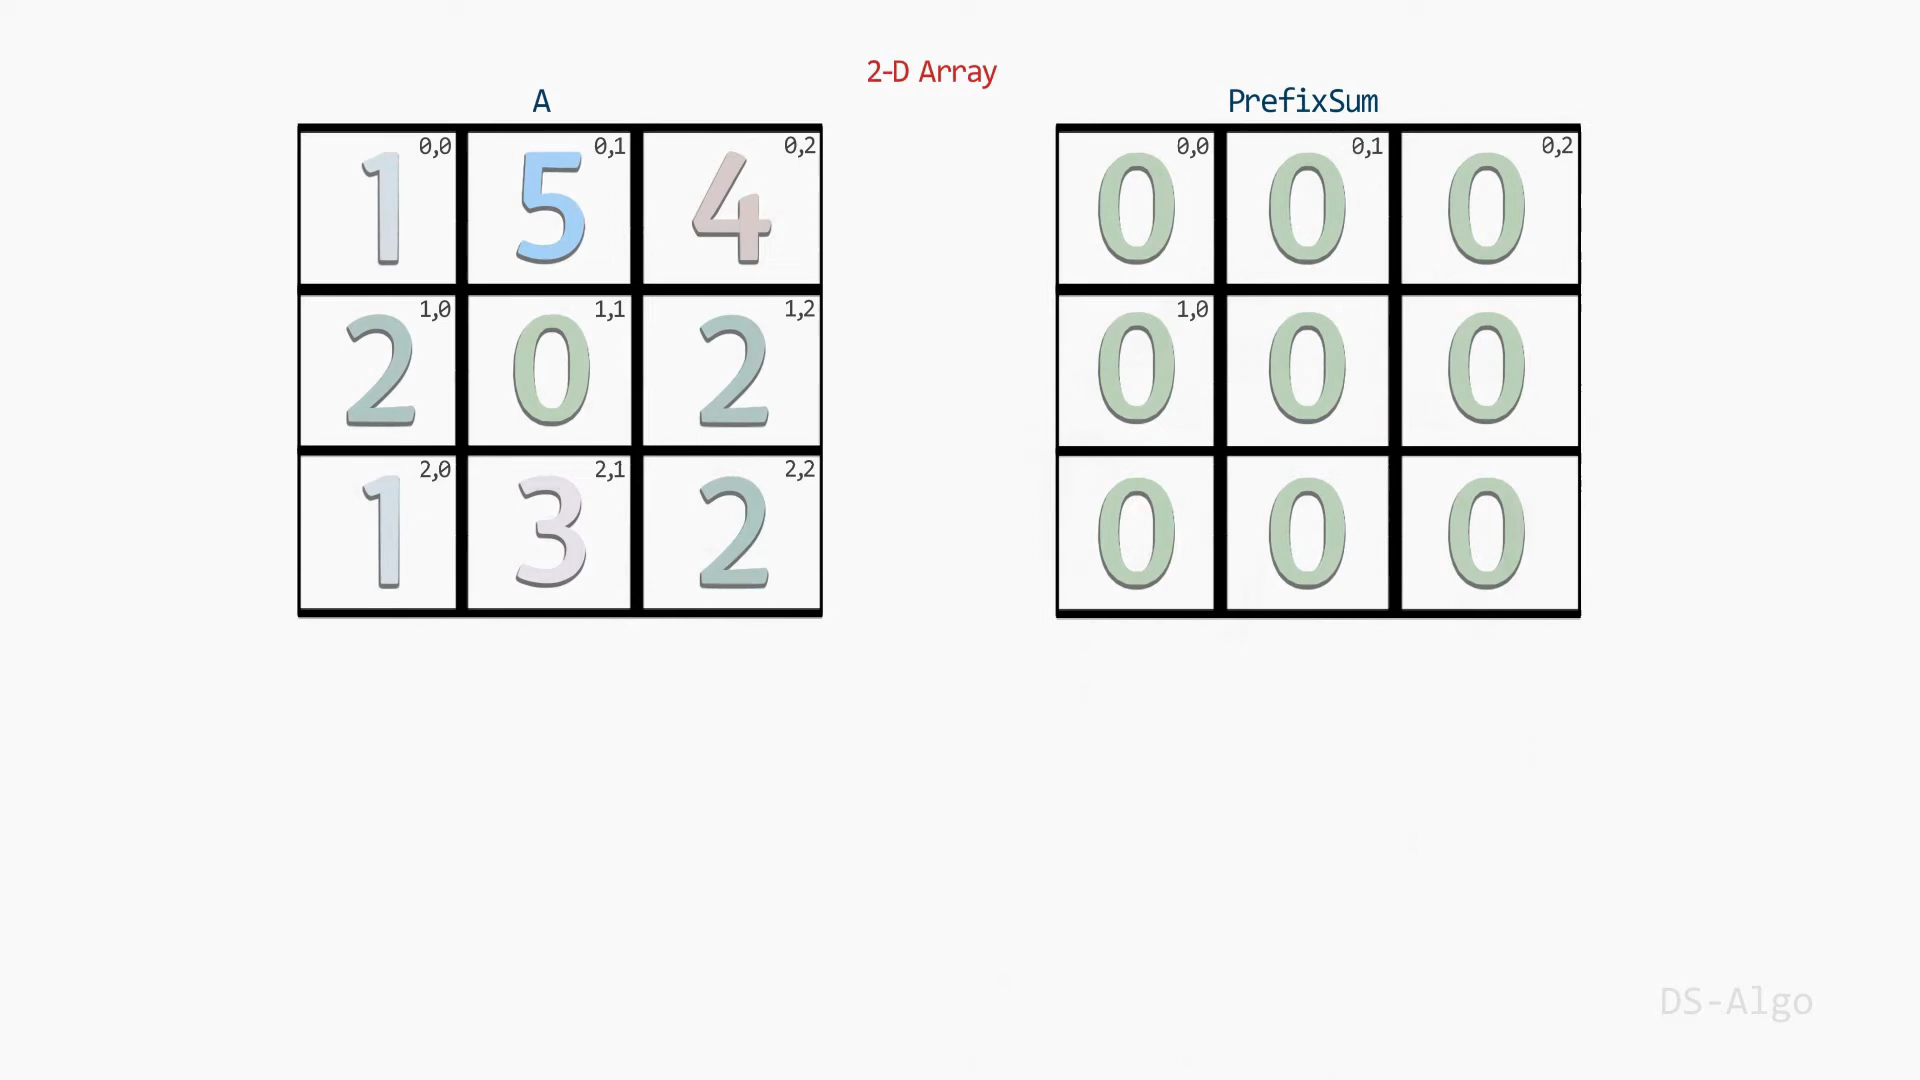 2-D Array
A
0,0 0,1 0,2
1 5 4
1,0 1,1 1,2
2 0 2
2,0 2,1 2,2
1 3 2
PrefixSum
0,0 0,1 0,2
0 0 0
1,0
0 0 0
0 0 0
DS-Algo